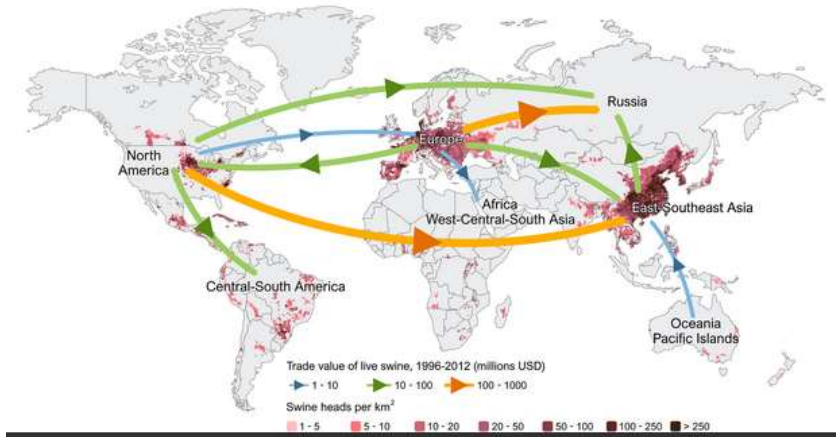 Russia
Europe
North
America
Africa
West-Central-South Asia
East-Southeast Asia
Central-South America
Oceania
Pacific Islands
Trade value of live swine, 1996-2012 (millions USD)
1 - 10 10 - 100 100 - 1000
Swine heads per km²
1 - 5 5 - 10 10 - 20 20 - 50 50 - 100 100 - 250 > 250